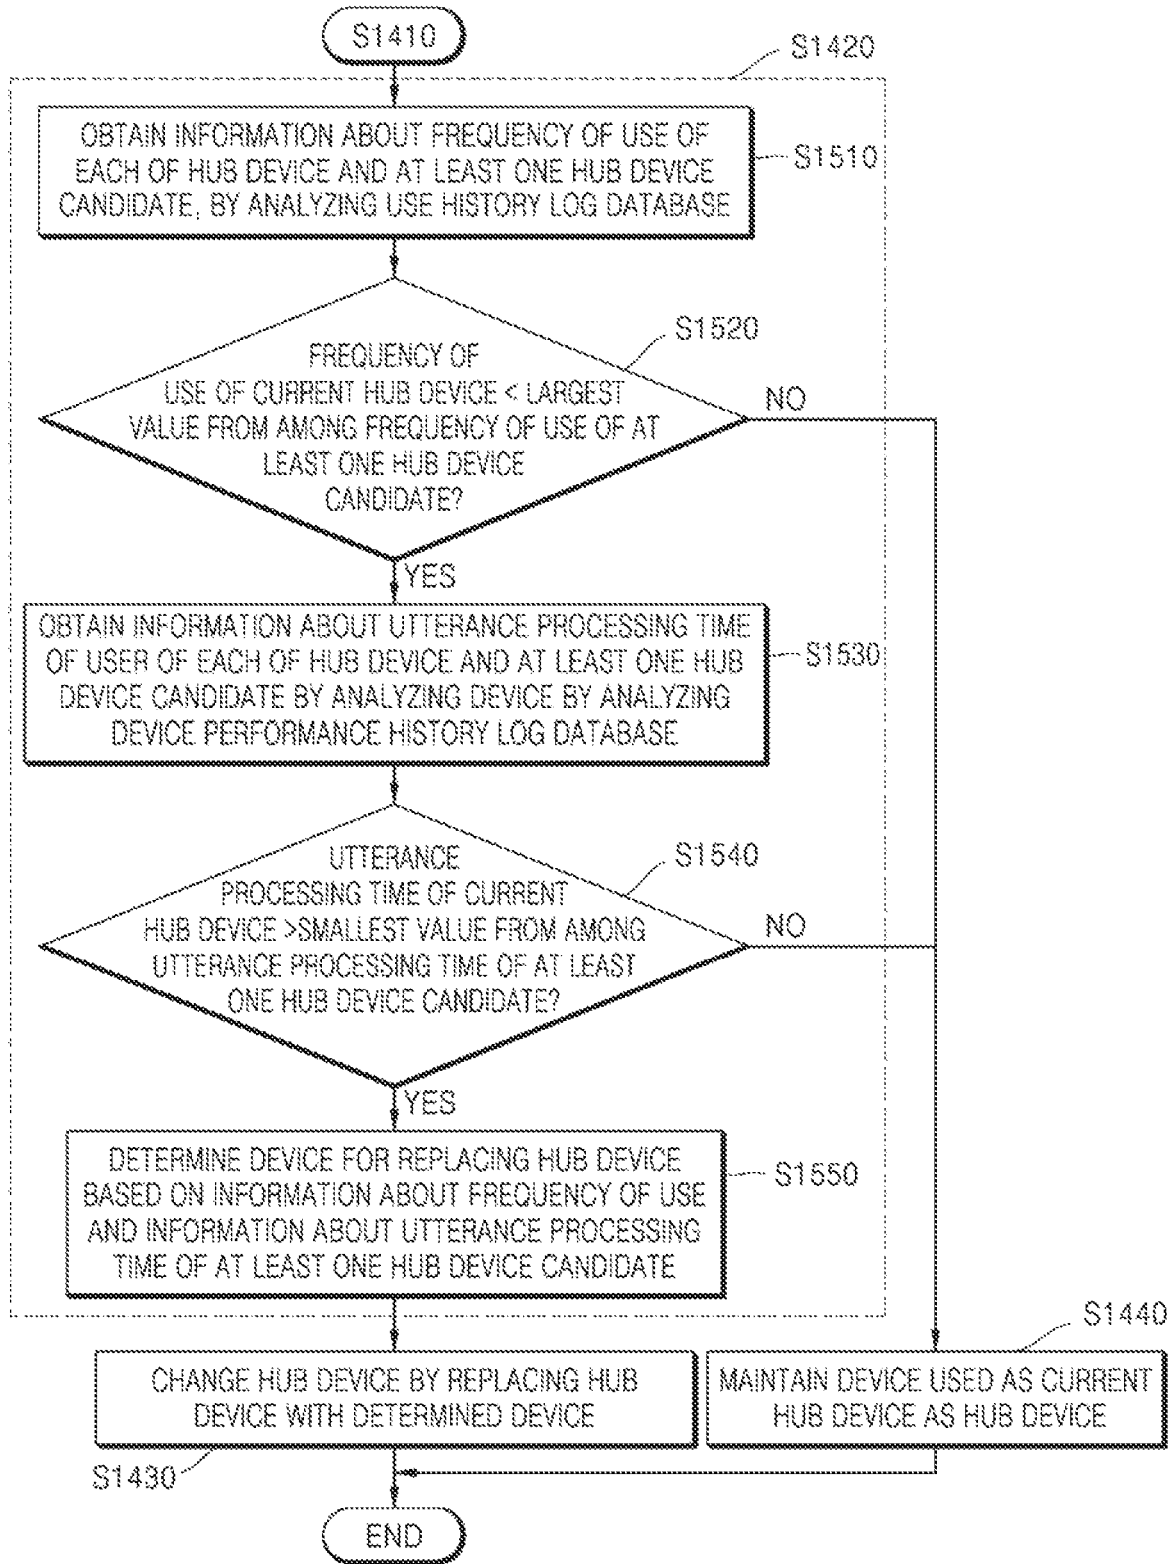 S1410
S1420
OBTAIN INFORMATION ABOUT FREQUENCY OF USE OF
EACH OF HUB DEVICE AND AT LEAST ONE HUB DEVICE
CANDIDATE, BY ANALYZING USE HISTORY LOG DATABASE
S1510
S1520
FREQUENCY OF
USE OF CURRENT HUB DEVICE < LARGEST
VALUE FROM AMONG FREQUENCY OF USE OF AT
LEAST ONE HUB DEVICE
CANDIDATE?
NO
YES
OBTAIN INFORMATION ABOUT UTTERANCE PROCESSING TIME
OF USER OF EACH OF HUB DEVICE AND AT LEAST ONE HUB
DEVICE CANDIDATE BY ANALYZING DEVICE BY ANALYZING
DEVICE PERFORMANCE HISTORY LOG DATABASE
S1530
S1540
UTTERANCE
PROCESSING TIME OF CURRENT
HUB DEVICE >SMALLEST VALUE FROM AMONG
UTTERANCE PROCESSING TIME OF AT LEAST
ONE HUB DEVICE CANDIDATE?
NO
YES
DETERMINE DEVICE FOR REPLACING HUB DEVICE
BASED ON INFORMATION ABOUT FREQUENCY OF USE
AND INFORMATION ABOUT UTTERANCE PROCESSING
TIME OF AT LEAST ONE HUB DEVICE CANDIDATE
S1550
S1440
CHANGE HUB DEVICE BY REPLACING HUB
DEVICE WITH DETERMINED DEVICE
MAINTAIN DEVICE USED AS CURRENT
HUB DEVICE AS HUB DEVICE
S1430
END